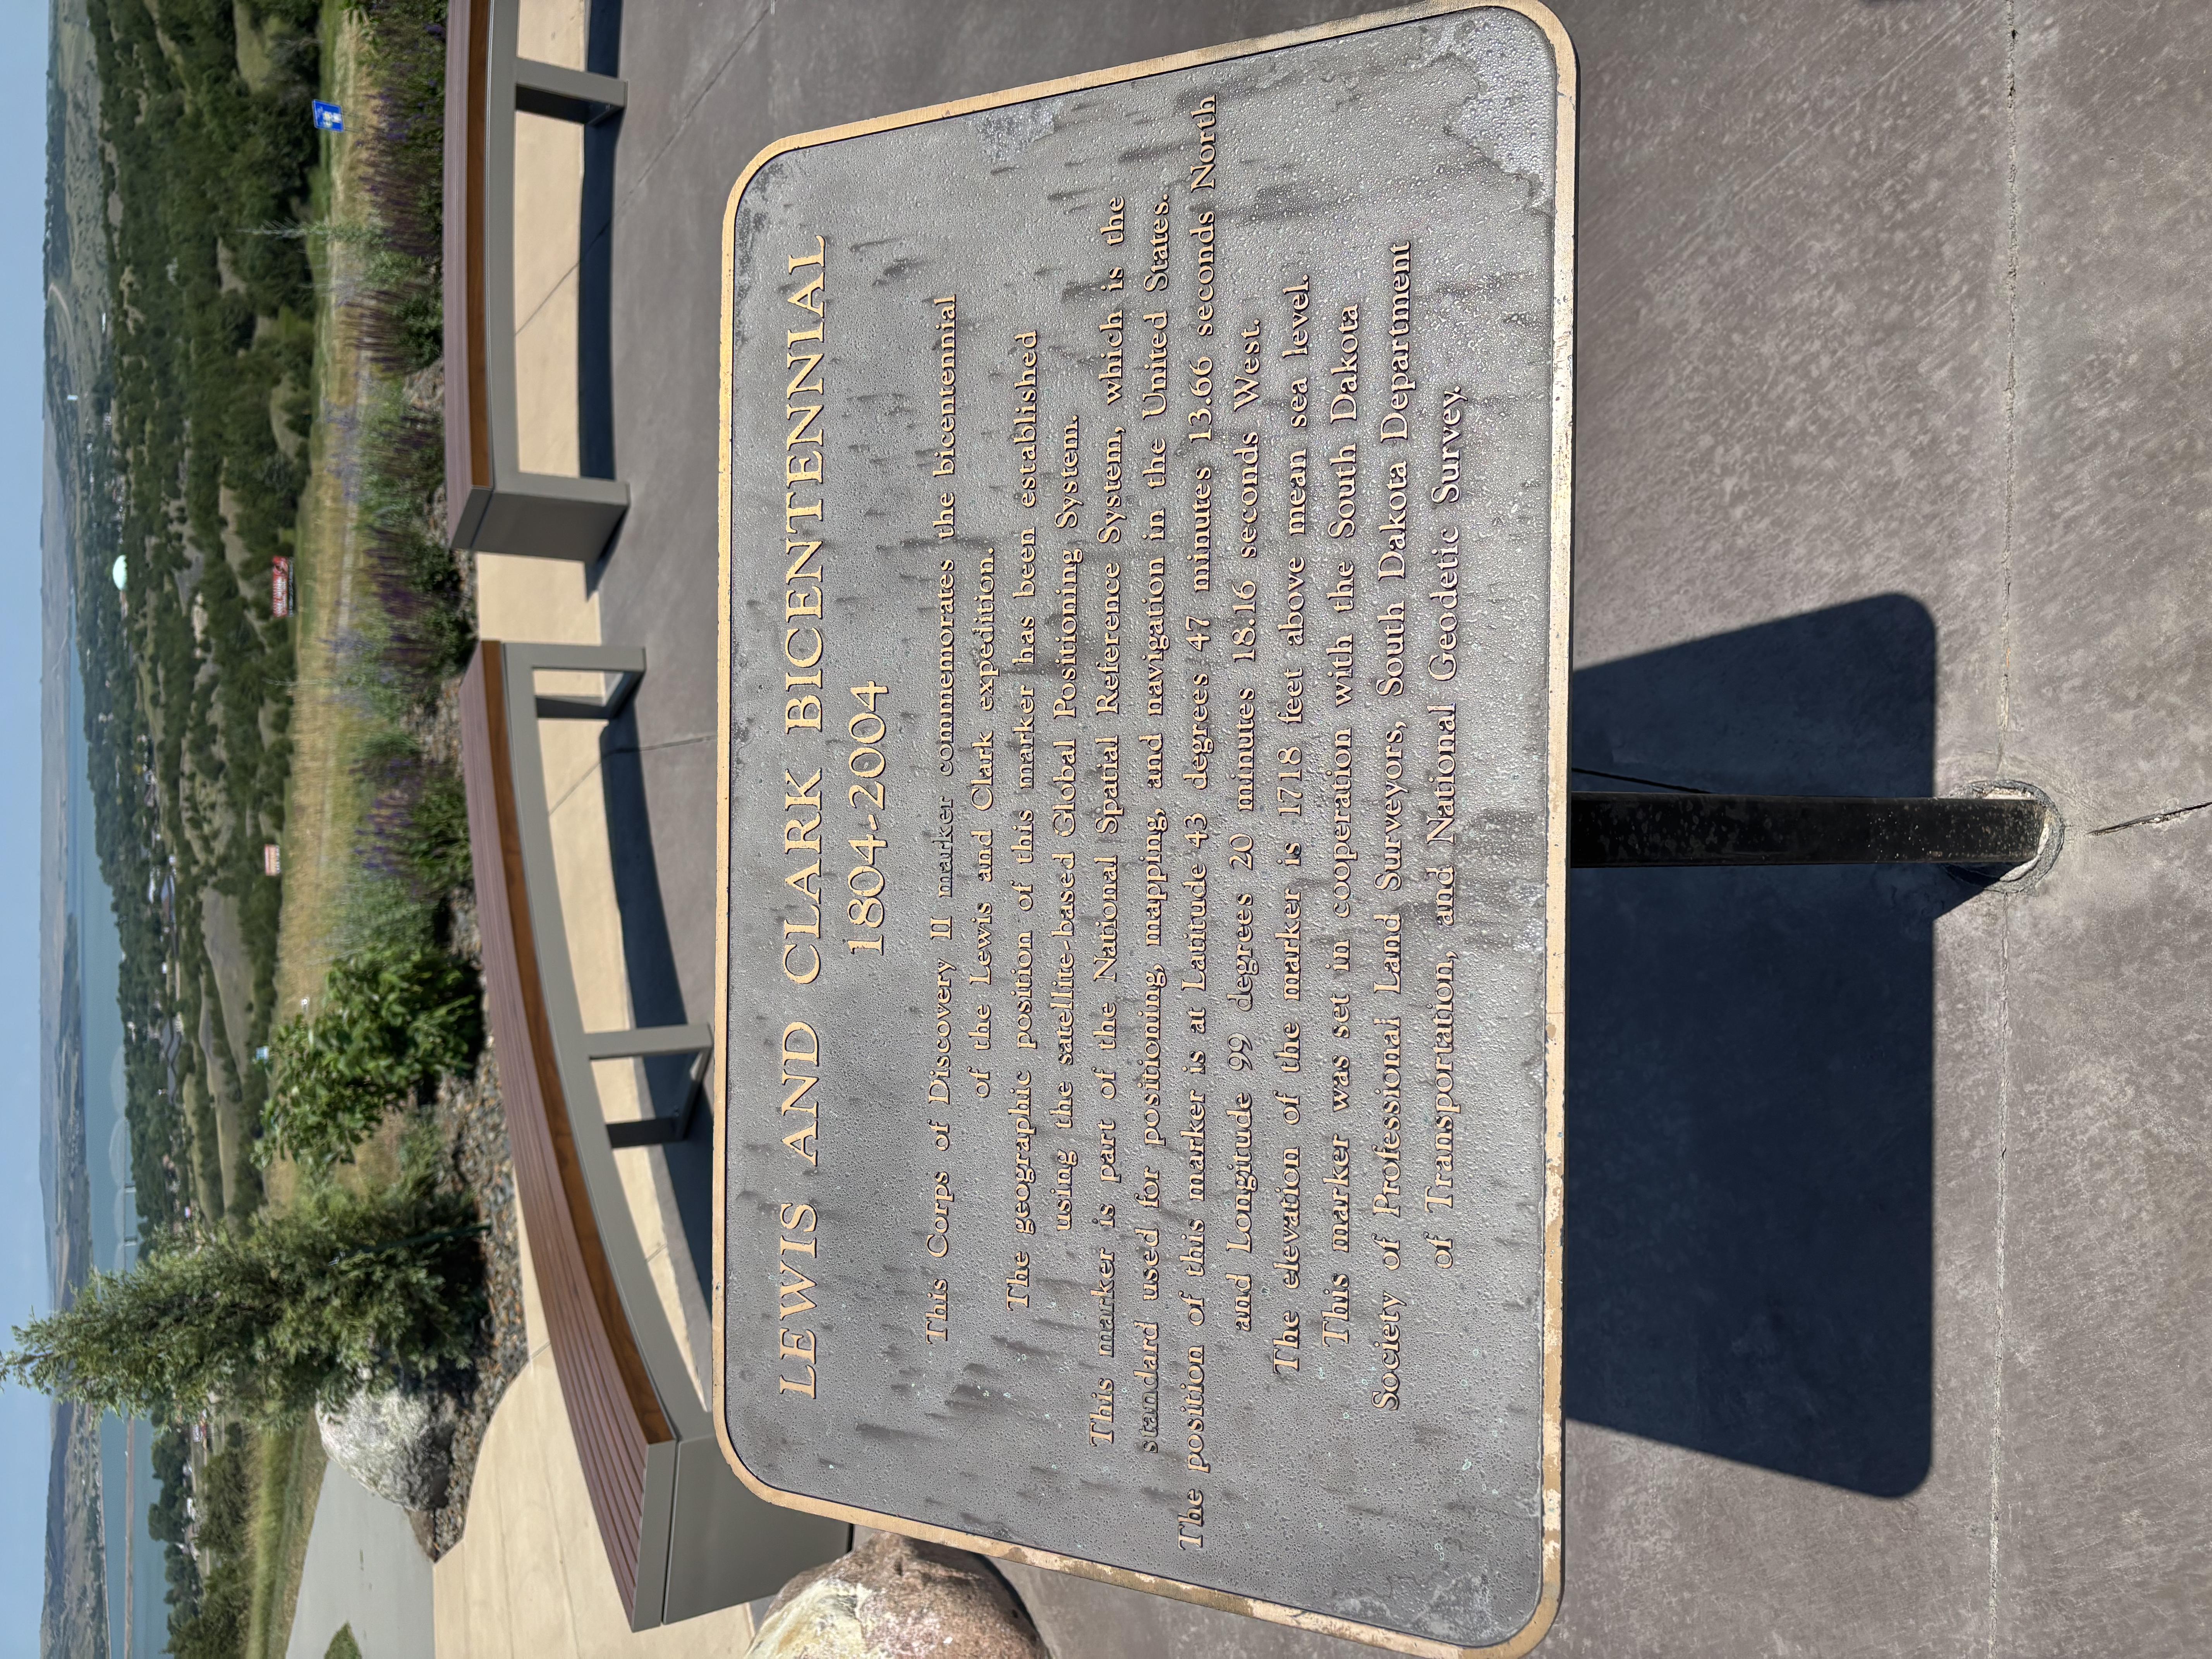 LEWIS AND CLARK BICENTENNIAL
1804-2004
This Corps of Discovery II marker commemorates the bicentennial
of the Lewis and Clark expedition.
The geographic position of this marker has been established
using the satellite-based Global Positioning System.
This marker is part of the National Spatial Reference System, which is the
standard used for positioning, mapping, and navigation in the United States.
The position of this marker is at Latitude 43 degrees 47 minutes 13.66 seconds North
and Longitude 99 degrees 20 minutes 18.16 seconds West.
The elevation of the marker is 1718 feet above mean sea level.
This marker was set in cooperation with the South Dakota
Society of Professional Land Surveyors, South Dakota Department
of Transportation, and National Geodetic Survey.